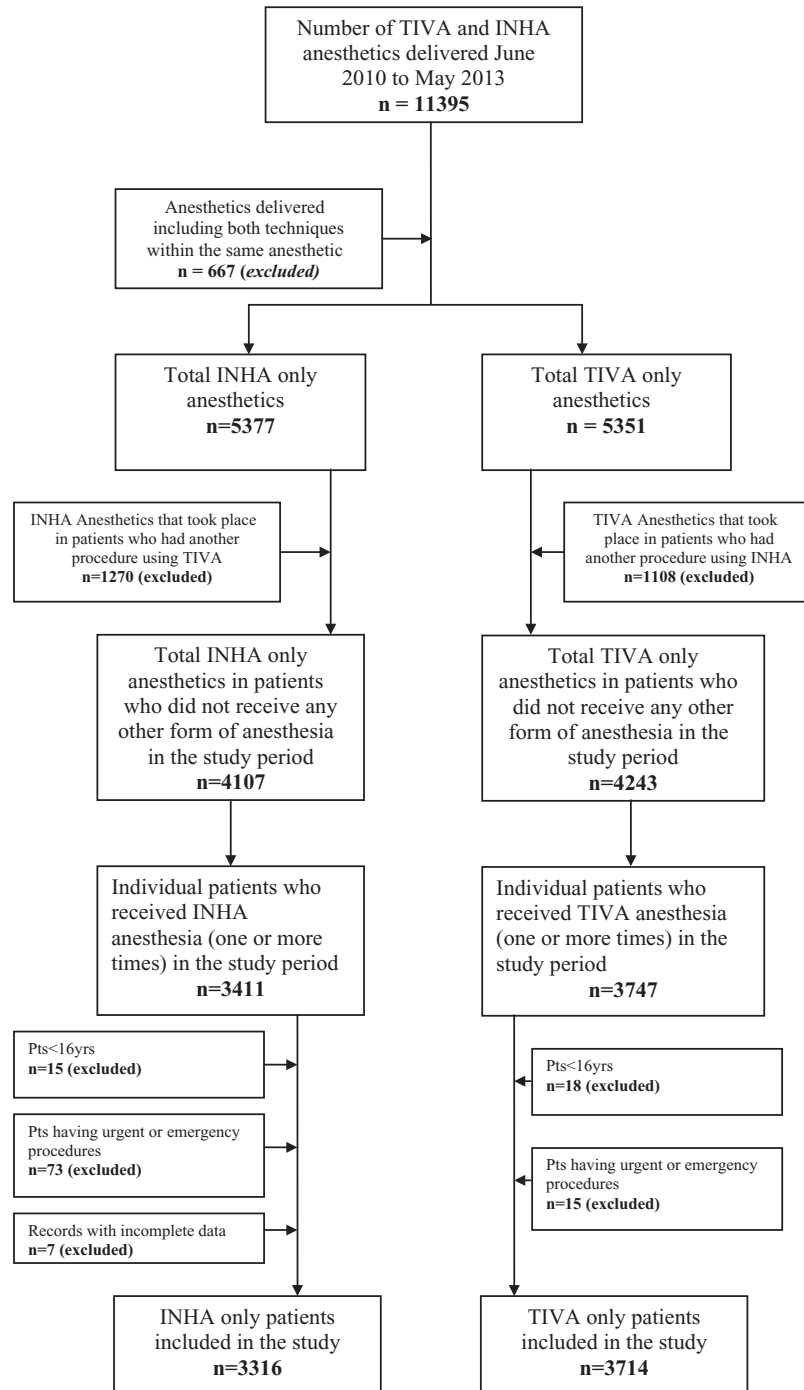 Number of TIVA and INHA
anesthetics delivered June
2010 to May 2013
n = 11395
Anesthetics delivered
including both techniques
within the same anesthetic
n = 667 (excluded)
Total INHA only
anesthetics
n=5377
Total TIVA only
anesthetics
n = 5351
INHA Anesthetics that took place
in patients who had another
procedure using TIVA
n=1270 (excluded)
TIVA Anesthetics that took
place in patients who had
another procedure using INHA
n=1108 (excluded)
Total INHA only
anesthetics in patients
who did not receive any
other form of anesthesia
in the study period
n=4107
Total TIVA only
anesthetics in patients who
did not receive any other
form of anesthesia in the
study period
n=4243
Individual patients who
received INHA
anesthesia (one or more
times) in the study period
n=3411
Individual patients who
received TIVA anesthesia
(one or more times) in the
study period
n=3747
Pts<16yrs
n=15 (excluded)
Pts<16yrs
n=18 (excluded)
Pts having urgent or emergency
procedures
n=73 (excluded)
Pts having urgent or emergency
procedures
n=15 (excluded)
Records with incomplete data
n=7 (excluded)
INHA only patients
included in the study
n=3316
TIVA only patients
included in the study
n=3714